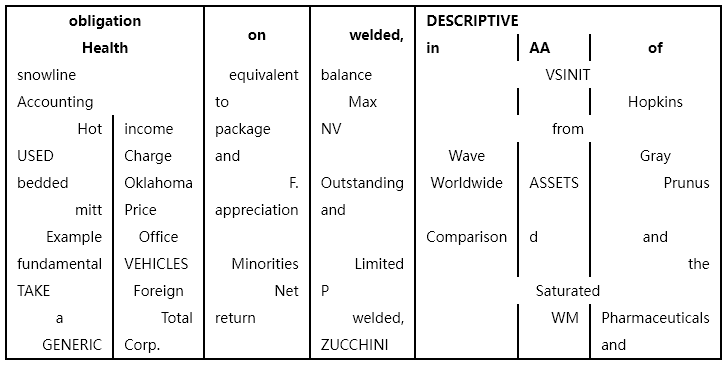 obligation Health on welded, DESCRIPTIVE
in AA of
snowline equivalent balance VSINIT
Accounting to Max Hopkins
Hot income package NV from
USED Charge and Wave Gray
bedded Oklahoma F. Outstanding Worldwide ASSETS Prunus
mitt Price appreciation and
Example Office Comparison d and
fundamental VEHICLES Minorities Limited the
TAKE Foreign Net P Saturated
a Total return welded, WM Pharmaceuticals
GENERIC Corp. ZUCCHINI and